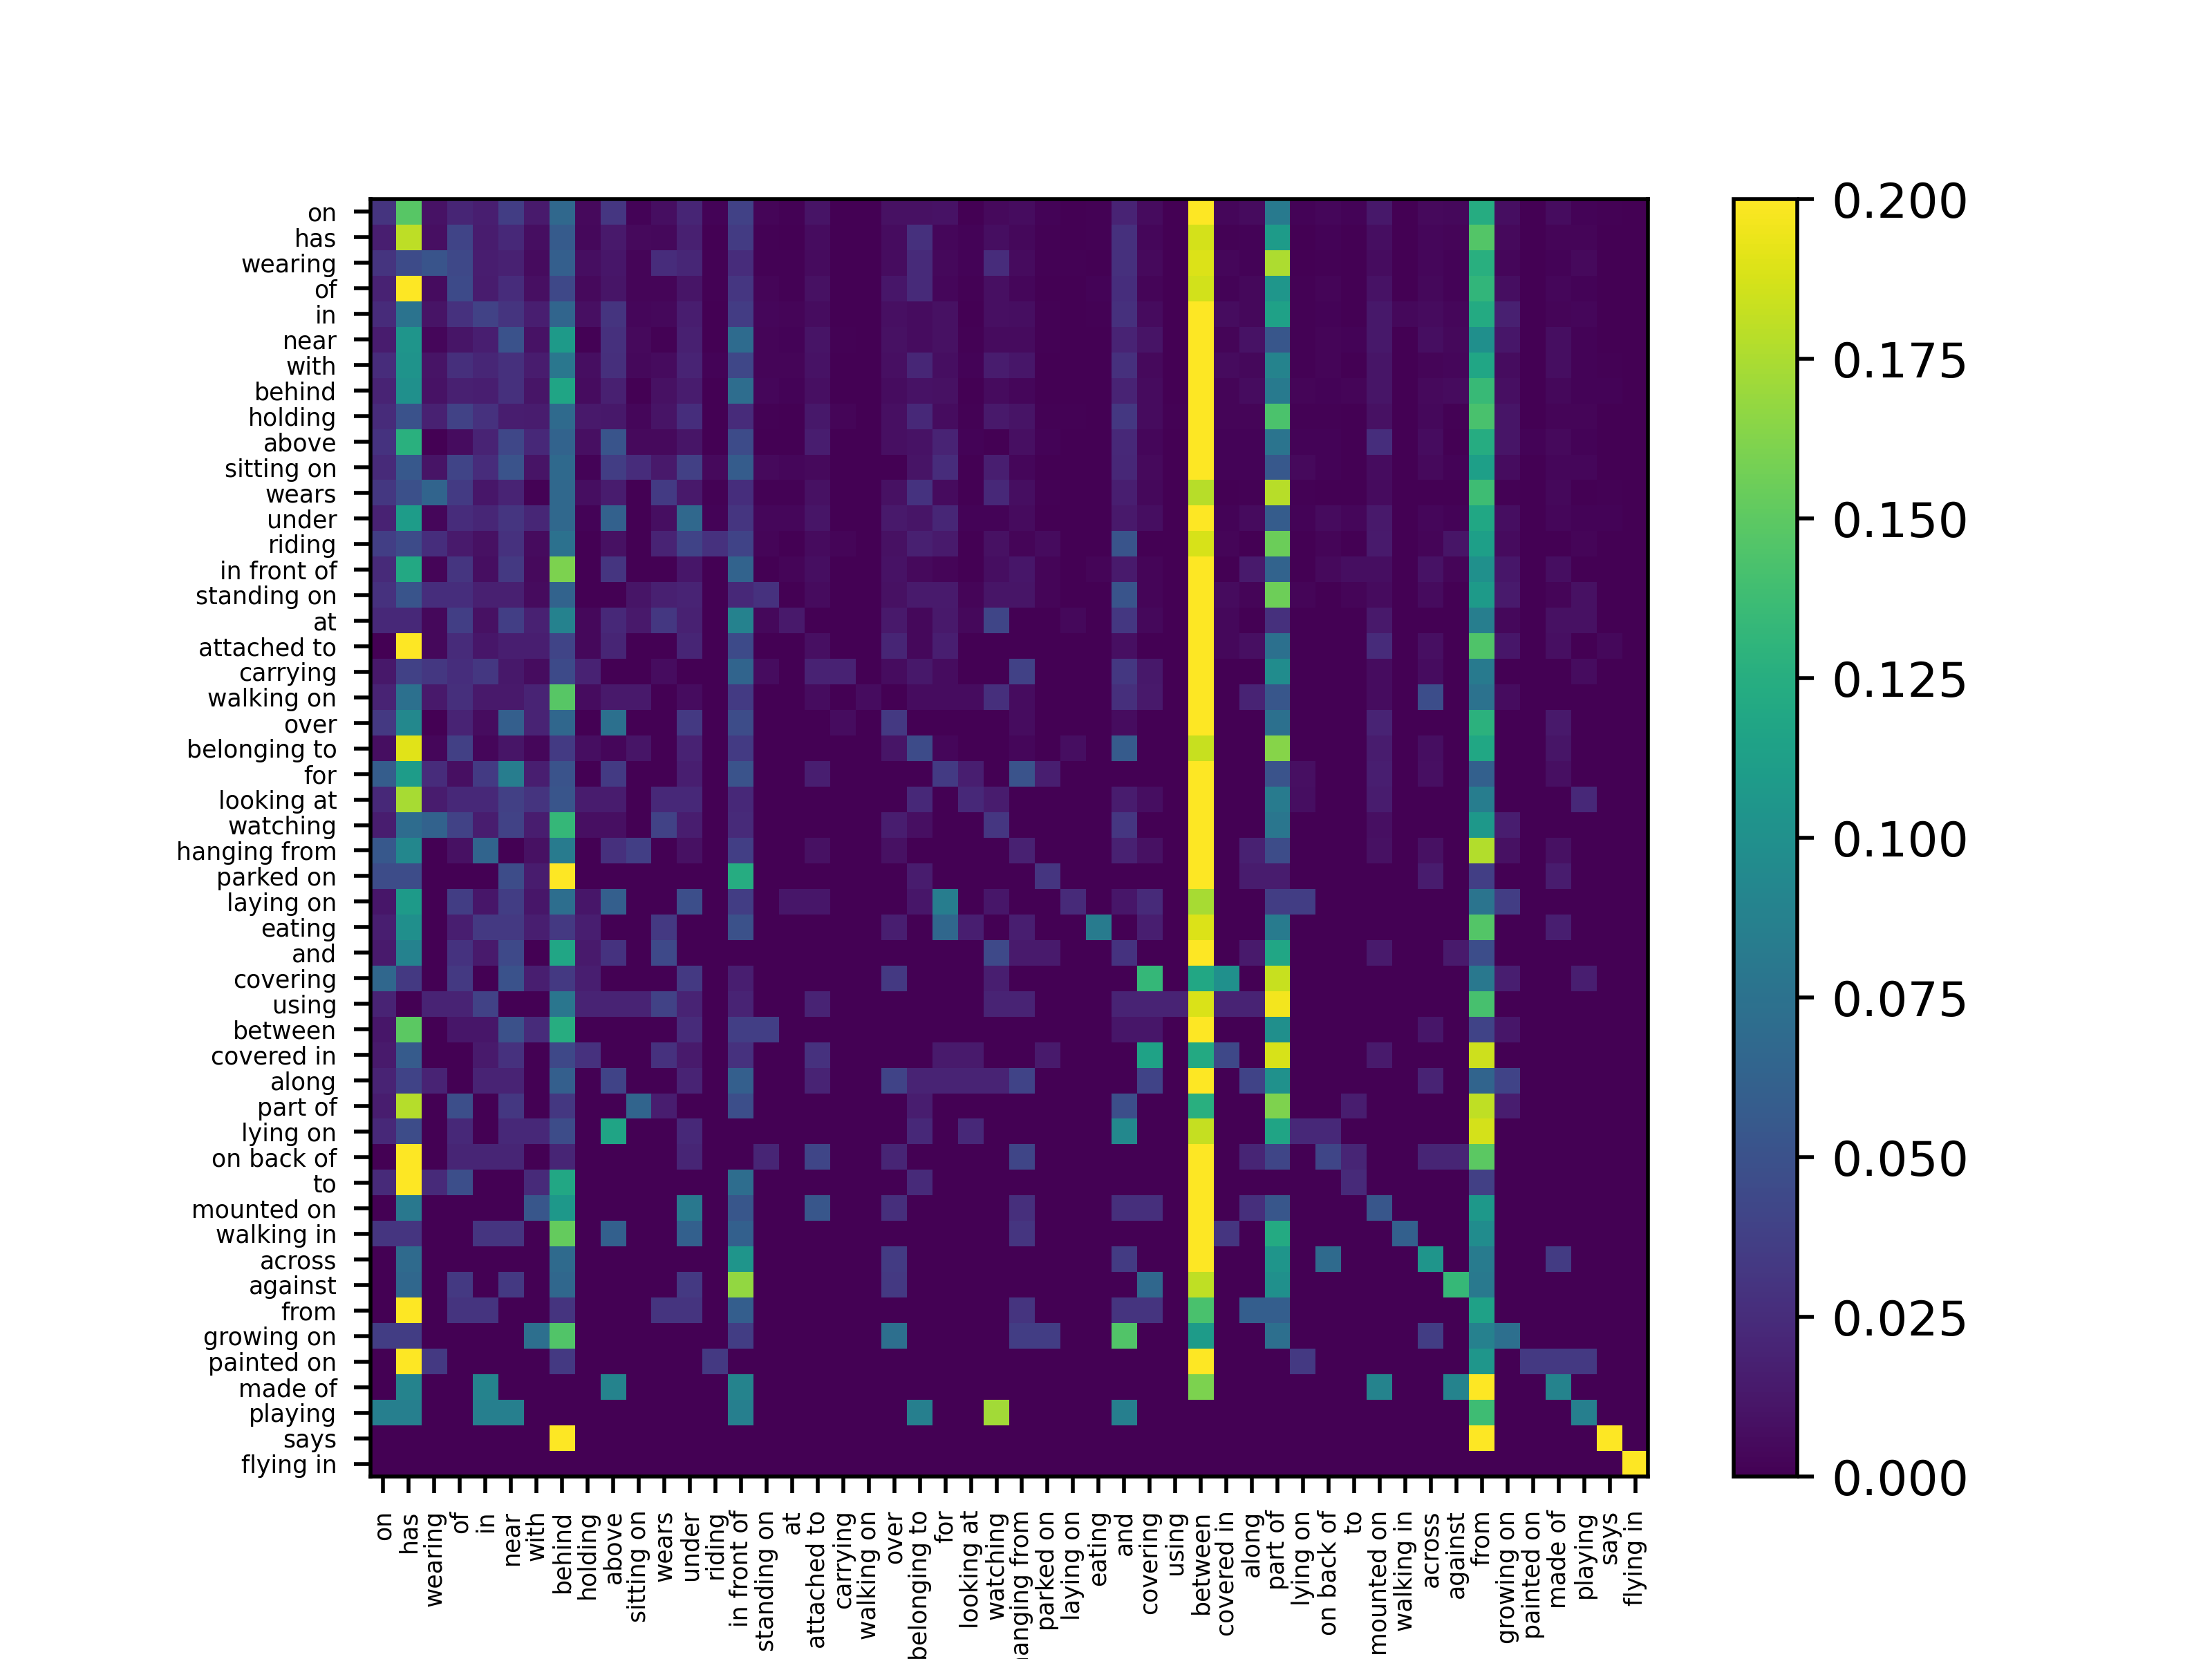 on
has
wearing
of
in
near
with
behind
holding
above
sitting on
wears
under
riding
in front of
standing on
at
attached to
carrying
walking on
over
belonging to
for
looking at
watching
hanging from
parked on
laying on
eating
and
covering
using
between
covered in
along
part of
lying on
on back of
to
mounted on
walking in
across
against
from
growing on
painted on
made of
playing
says
flying in
on
has
wearing
of
in
near
with
behind
holding
above
sitting on
wears
under
riding
in front of
standing on
at
attached to
carrying
walking on
over
belonging to
for
looking at
watching
anging from
parked on
laying on
eating
and
covering
using
between
covered in
along
part of
lying on
on back of
to
mounted on
walking in
across
against
from
growing on
painted on
made of
playing
says
flying in
0.200
0.175
0.150
0.125
0.100
0.075
0.050
0.025
0.000